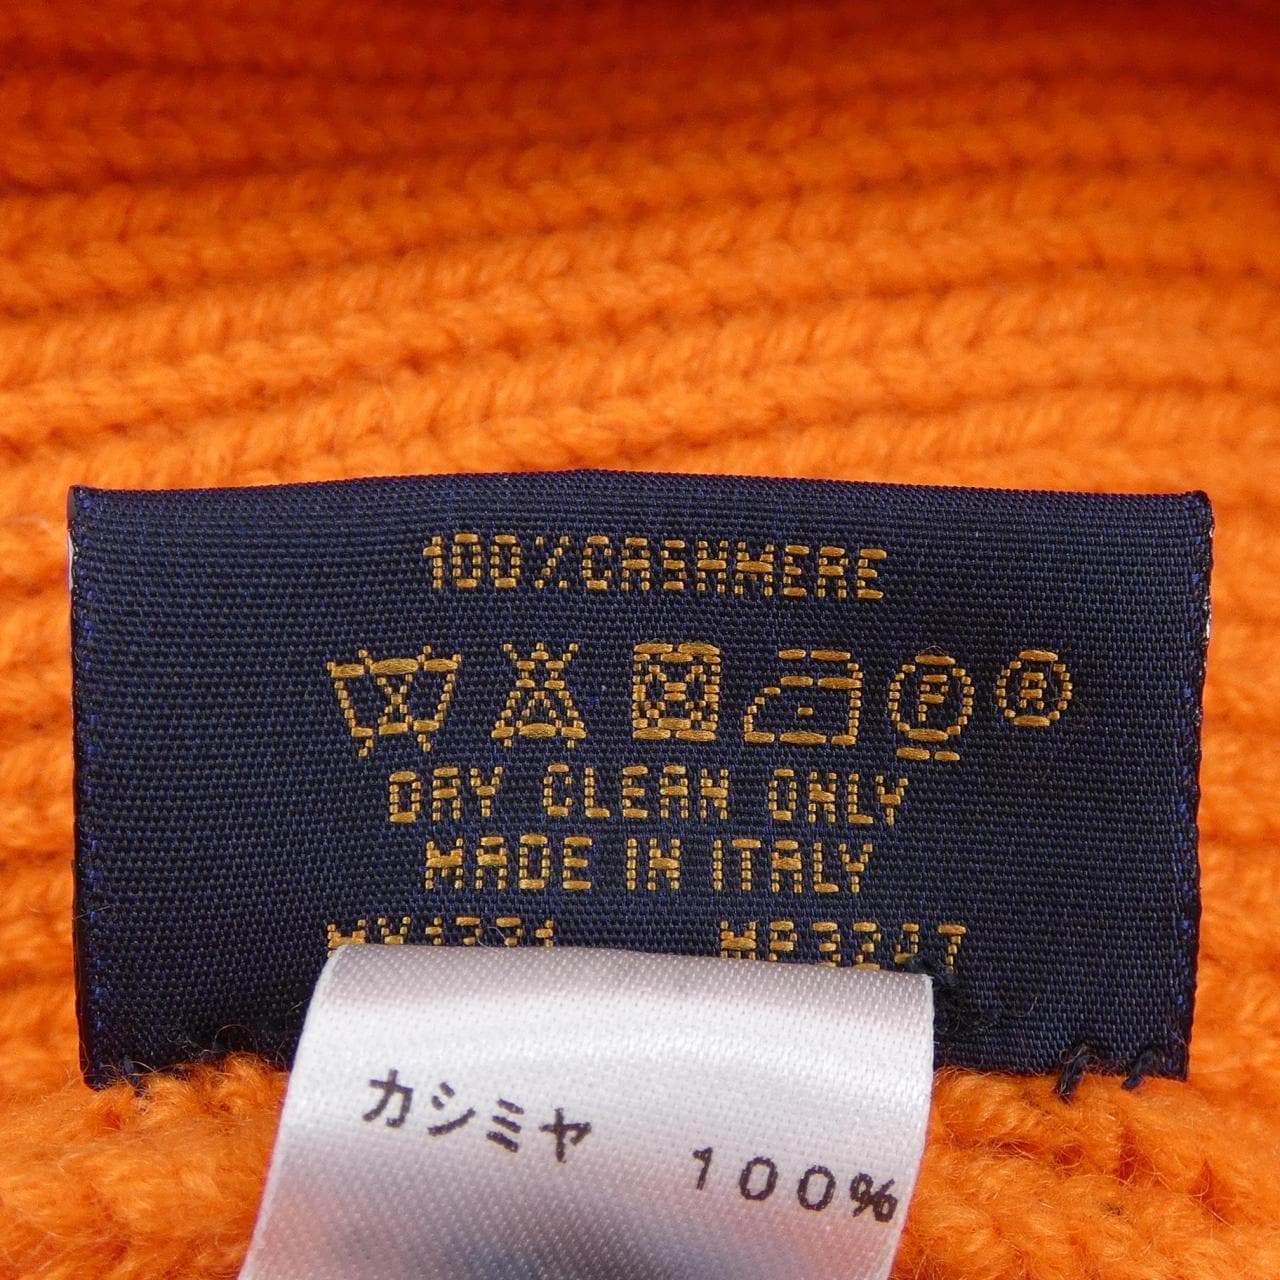 100%CASHMERE
P R
DRY CLEAN ONLY
MADE IN ITALY
カシミヤ 100%